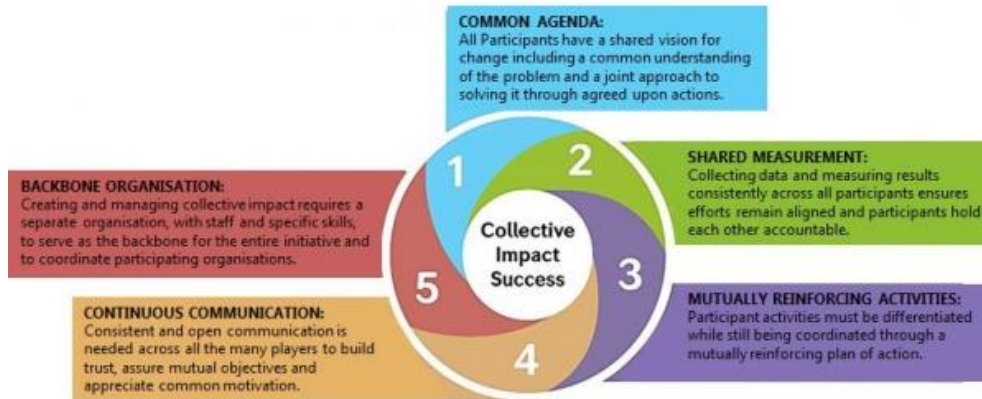 COMMON AGENDA:
All Participants have a shared vision for
change including a common understanding
of the problem and a joint approach to
solving it through agreed upon actions.
1
2
SHARED MEASUREMENT:
Collecting data and measuring results
consistently across all participants ensures
efforts remain aligned and participants hold
each other accountable.
BACKBONE ORGANISATION:
Creating and managing collective impact requires a
separate organisation, with staff and specific skills,
to serve as the backbone for the entire initiative and
to coordinate participating organisations.
Collective
Impact
Success
3
5
MUTUALLY REINFORCING ACTIVITIES:
Participant activities must be differentiated
while still being coordinated through a
mutually reinforcing plan of action.
CONTINUOUS COMMUNICATION:
Consistent and open communication is
needed across all the many players to build
trust, assure mutual objectives and
appreciate common motivation.
4